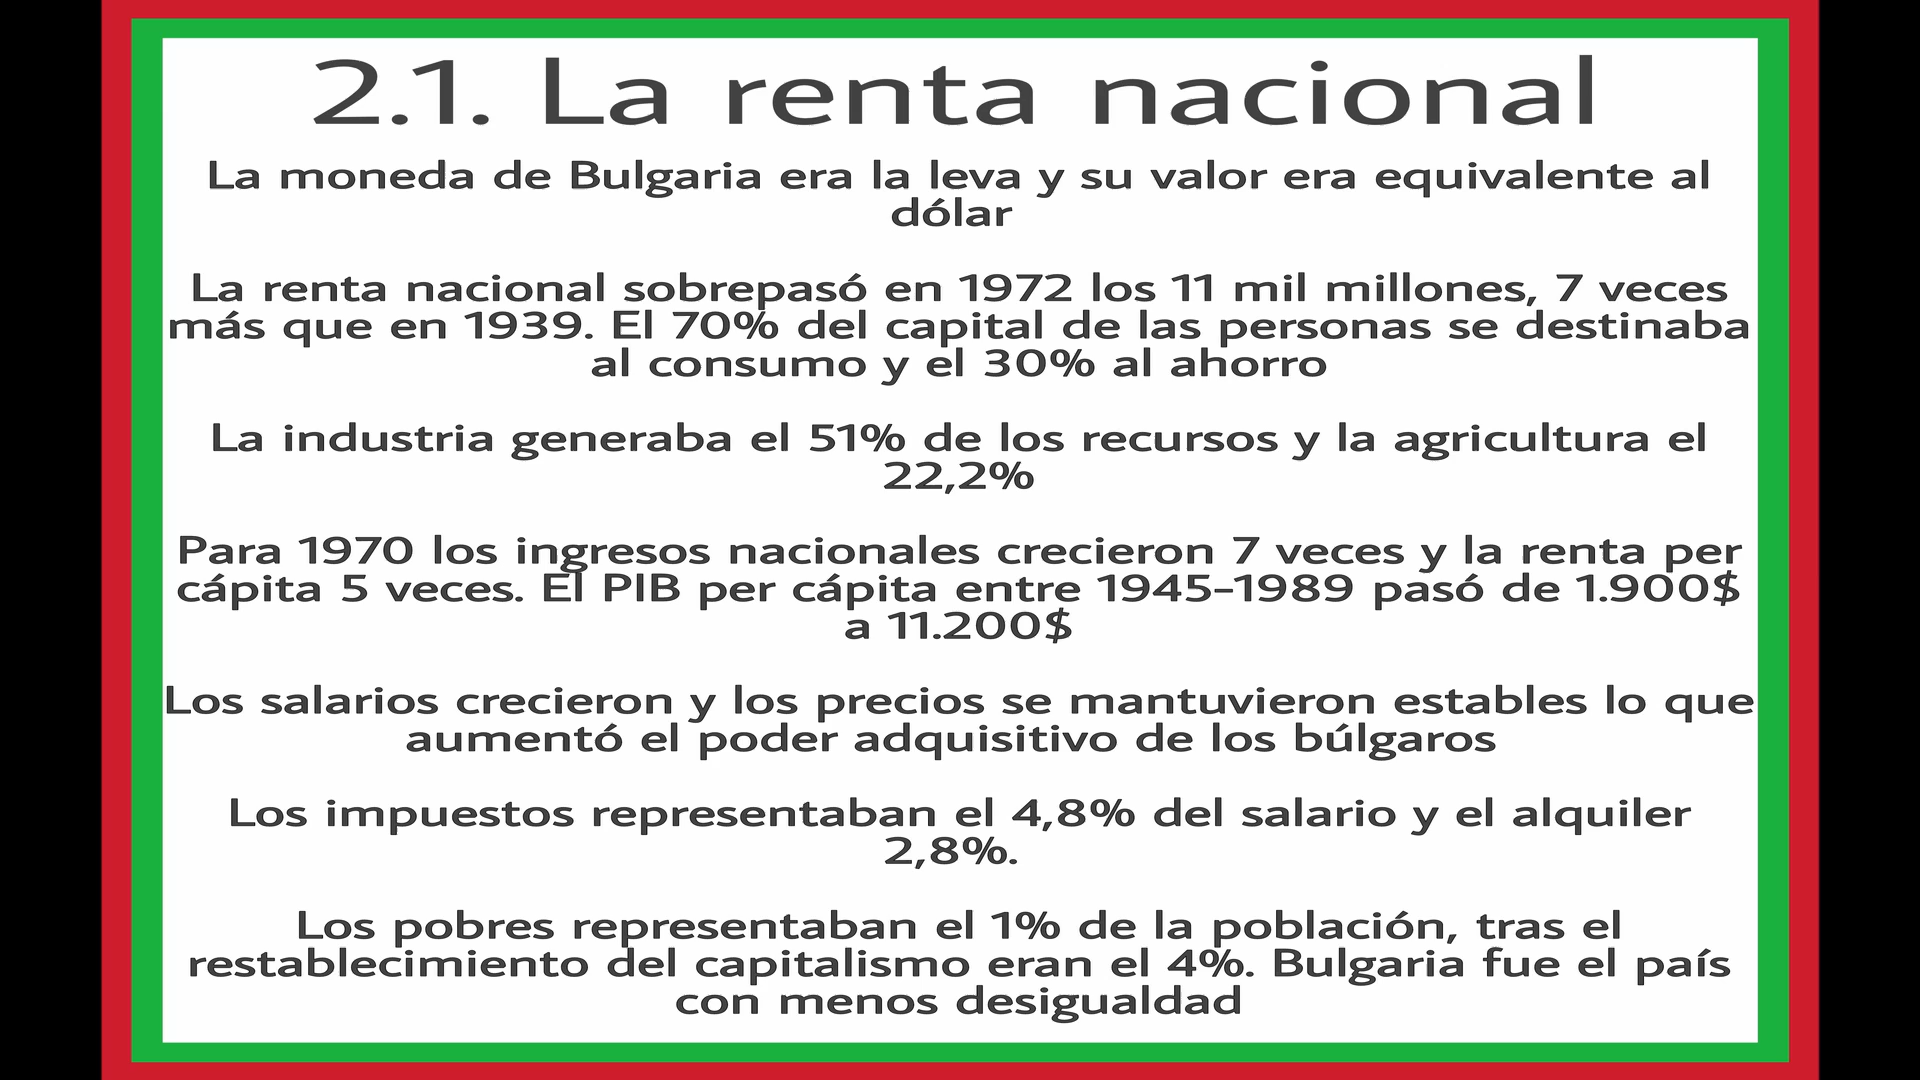 2.1. La renta nacional
La moneda de Bulgaria era la leva y su valor era equivalente al
dólar
La renta nacional sobrepasó en 1972 los 11 mil millones, 7 veces
más que en 1939. El 70% del capital de las personas se destinaba
al consumo y el 30% al ahorro
La industria generaba el 51% de los recursos y la agricultura el
22,2%
Para 1970 los ingresos nacionales crecieron 7 veces y la renta per
cápita 5 veces. El PIB per cápita entre 1945-1989 pasó de 1.900$
a 11.200$
Los salarios crecieron y los precios se mantuvieron estables lo que
aumentó el poder adquisitivo de los búlgaros
Los impuestos representaban el 4,8% del salario y el alquiler
2,8%.
Los pobres representaban el 1% de la población, tras el
restablecimiento del capitalismo eran el 4%. Bulgaria fue el país
con menos desigualdad